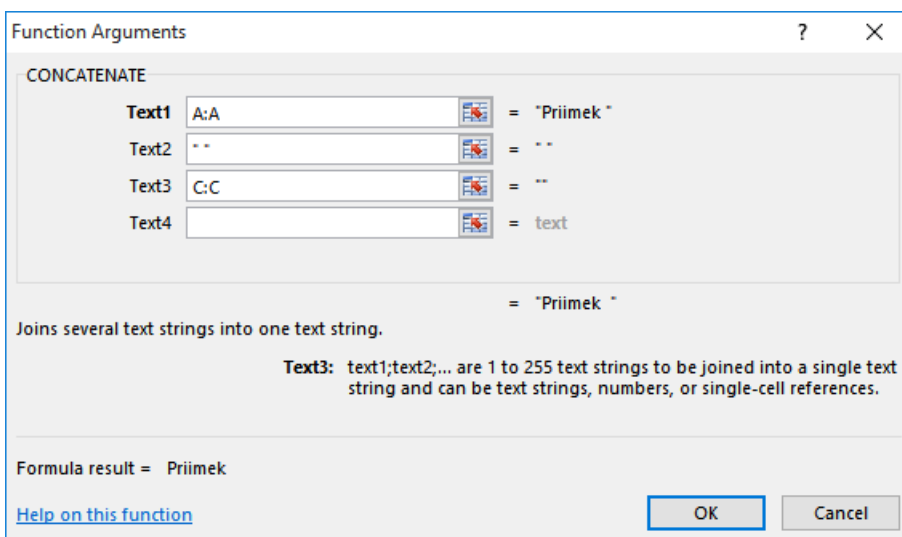 Function Arguments ? X
CONCATENATE
Text1 A:A = "Priimek "
Text2 " " = " "
Text3 C:C = ""
Text4 = text
= "Priimek  "
Joins several text strings into one text string.
Text3: text1;text2;... are 1 to 255 text strings to be joined into a single text
string and can be text strings, numbers, or single-cell references.
Formula result = Priimek
Help on this function OK Cancel